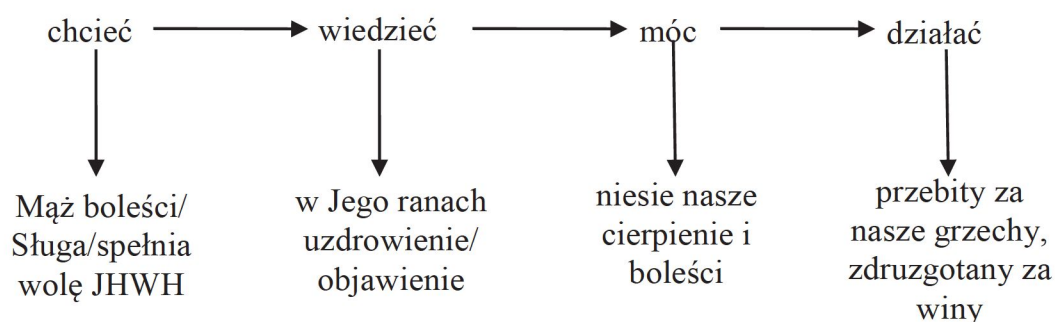 chcieć
wiedzieć
móc
działać
Mąż boleści/
Sługa/spełnia
wolę JHWH
w Jego ranach
uzdrowienie/
objawienie
niesie nasze
cierpienie i
boleści
przebity za
nasze grzechy,
zdruzgotany za
winy